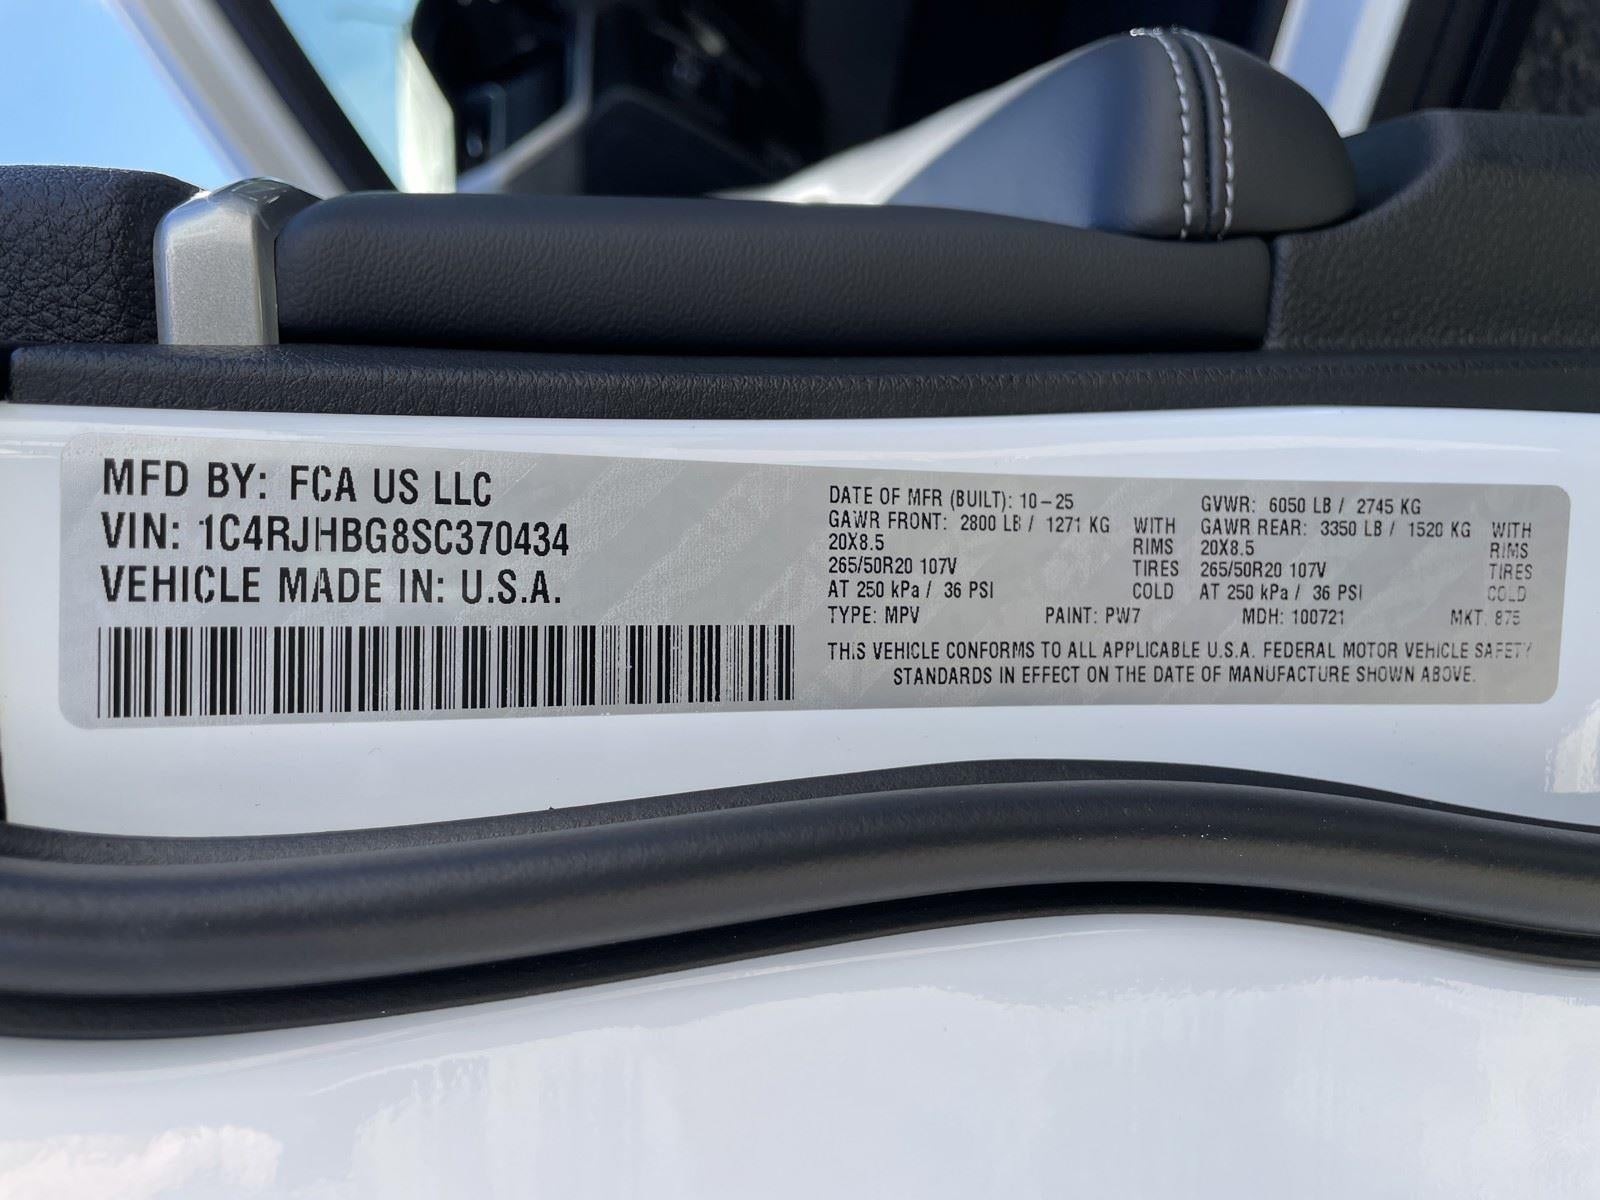 MFD BY: FCA US LLC
VIN: 1C4RJHBG8SC370434
VEHICLE MADE IN: U.S.A.
DATE OF MFR (BUILT): 10-25
GAWR FRONT: 2800 LB / 1271 KG WITH
20X8.5 RIMS
265/50R20 107V TIRES
AT 250 kPa / 36 PSI COLD
GVWR: 6050 LB / 2745 KG
GAWR REAR: 3350 LB / 1520 KG WITH
20X8.5 RIMS
265/50R20 107V TIRES
AT 250 kPa / 36 PSI COLD
TYPE: MPV PAINT: PW7 MDH: 100721 MKT: 875
THIS VEHICLE CONFORMS TO ALL APPLICABLE U.S.A. FEDERAL MOTOR VEHICLE SAFETY
STANDARDS IN EFFECT ON THE DATE OF MANUFACTURE SHOWN ABOVE.